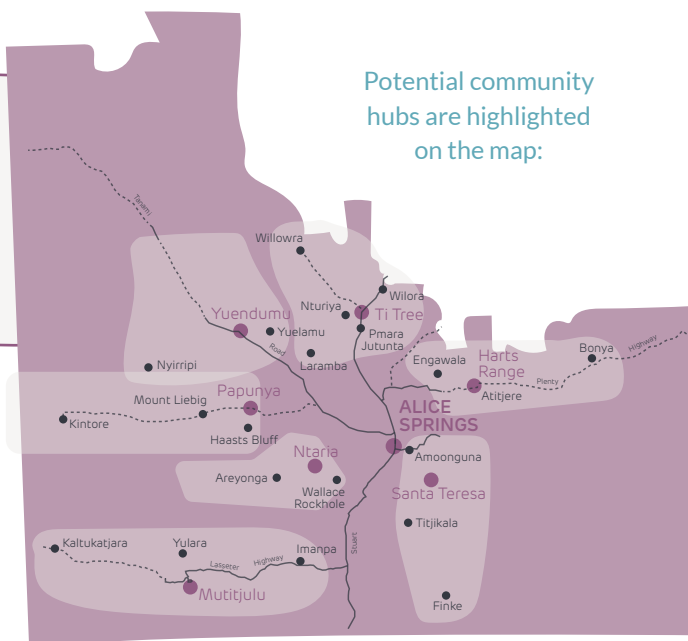 Potential community
hubs are highlighted
on the map:
Tanami
Willowra
Wilora
Nturiya
Ti Tree
Yuendumu
Yuelamu
Pmara
Jutunta
Road
Laramba
Engawala
Harts
Range
Bonya
Highway
Nyirripi
Plenty
Atitjere
Papunya
Mount Liebig
Kintore
Haasts Bluff
ALICE
SPRINGS
Amoonguna
Ntaria
Areyonga
Wallace
Rockhole
Santa Teresa
Titjikala
Stuart
Kaltukatjara
Yulara
Imanpa
Lasseter
Highway
Mutitjulu
Finke